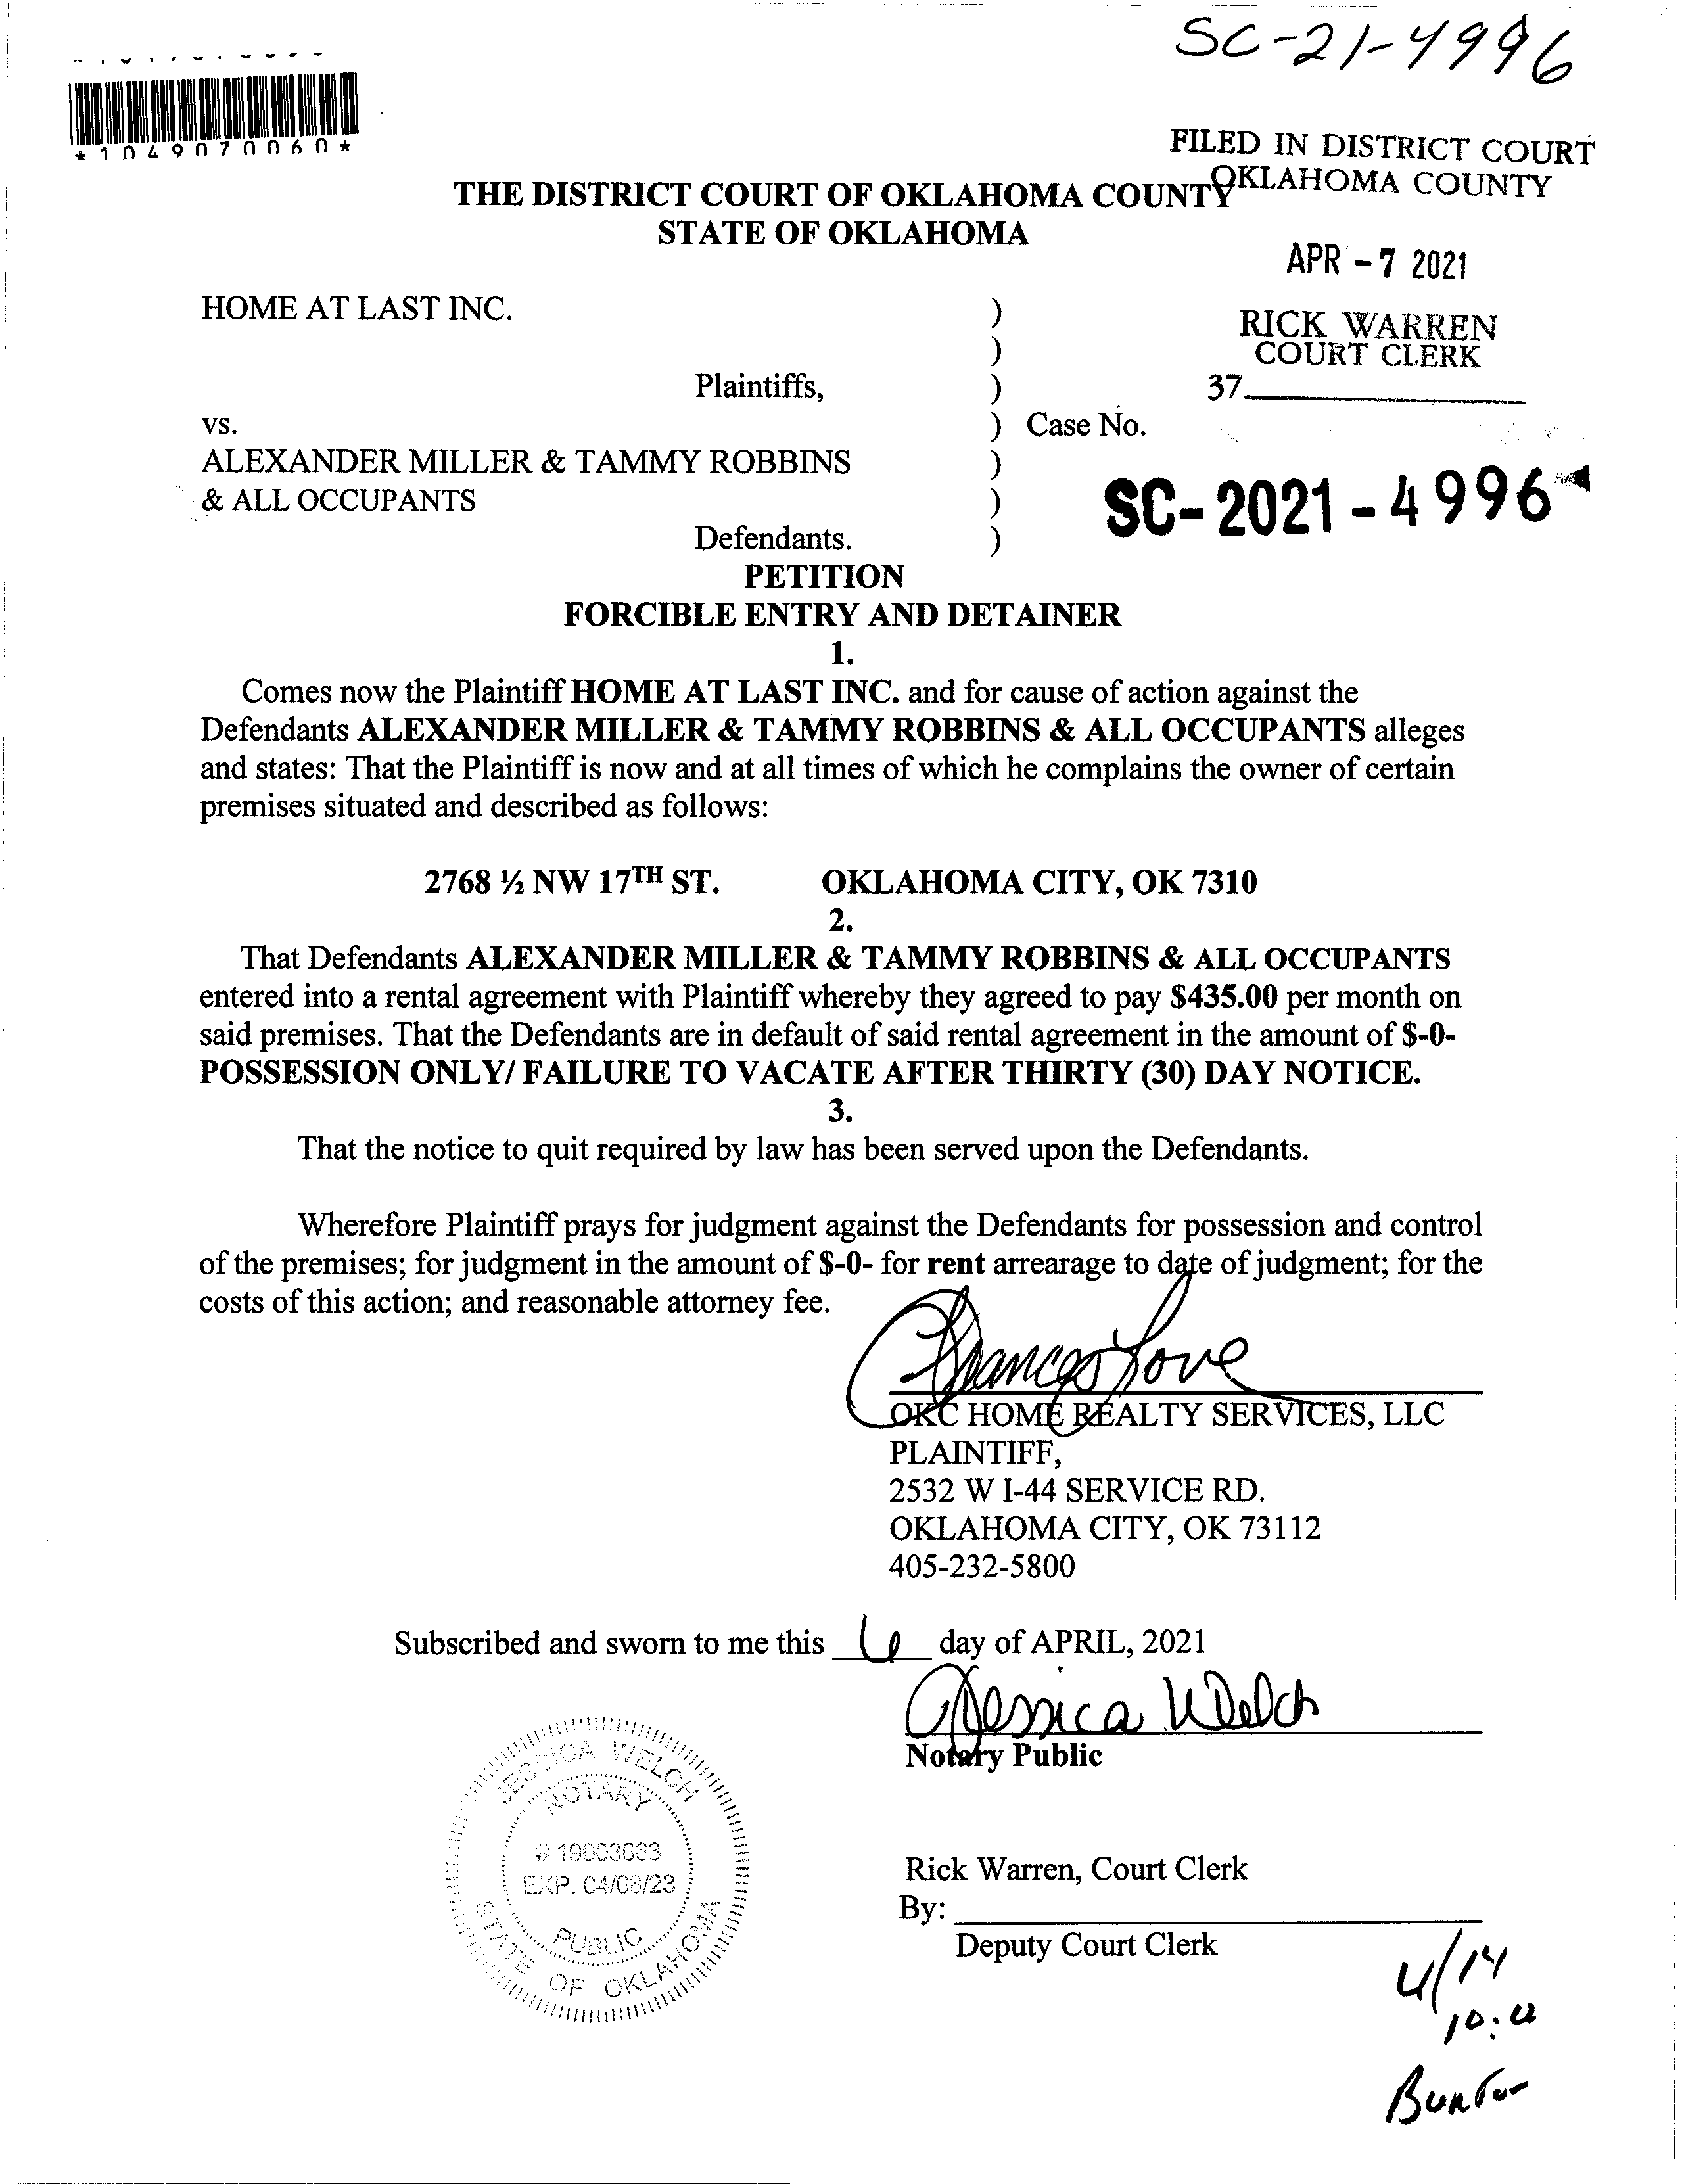 SC-21-4996
*1049070060*
FILED IN DISTRICT COURT
OKLAHOMA COUNTY
THE DISTRICT COURT OF OKLAHOMA COUNTY
STATE OF OKLAHOMA
APR -7 2021
HOME AT LAST INC. )
RICK WARREN
COURT CLERK
)
Plaintiffs, )
37
vs. ) Case No.
ALEXANDER MILLER & TAMMY ROBBINS )
SC-2021-4996
& ALL OCCUPANTS )
Defendants. )
PETITION
FORCIBLE ENTRY AND DETAINER
1.
Comes now the Plaintiff HOME AT LAST INC. and for cause of action against the
Defendants ALEXANDER MILLER & TAMMY ROBBINS & ALL OCCUPANTS alleges
and states: That the Plaintiff is now and at all times of which he complains the owner of certain
premises situated and described as follows:
2768 ½ NW 17TH ST. OKLAHOMA CITY, OK 7310
2.
That Defendants ALEXANDER MILLER & TAMMY ROBBINS & ALL OCCUPANTS
entered into a rental agreement with Plaintiff whereby they agreed to pay $435.00 per month on
said premises. That the Defendants are in default of said rental agreement in the amount of $-0-
POSSESSION ONLY/ FAILURE TO VACATE AFTER THIRTY (30) DAY NOTICE.
3.
That the notice to quit required by law has been served upon the Defendants.
Wherefore Plaintiff prays for judgment against the Defendants for possession and control
of the premises; for judgment in the amount of $-0- for rent arrearage to date of judgment; for the
costs of this action; and reasonable attorney fee.
Frances Love
OKC HOME REALTY SERVICES, LLC
PLAINTIFF,
2532 W I-44 SERVICE RD.
OKLAHOMA CITY, OK 73112
405-232-5800
Subscribed and sworn to me this 6 day of APRIL, 2021
Jessica Welch
Notary Public
JESSICA WELCH
NOTARY
EXP.
PUBLIC
STATE OF OKLAHOMA
Rick Warren, Court Clerk
By:
Deputy Court Clerk
4/14